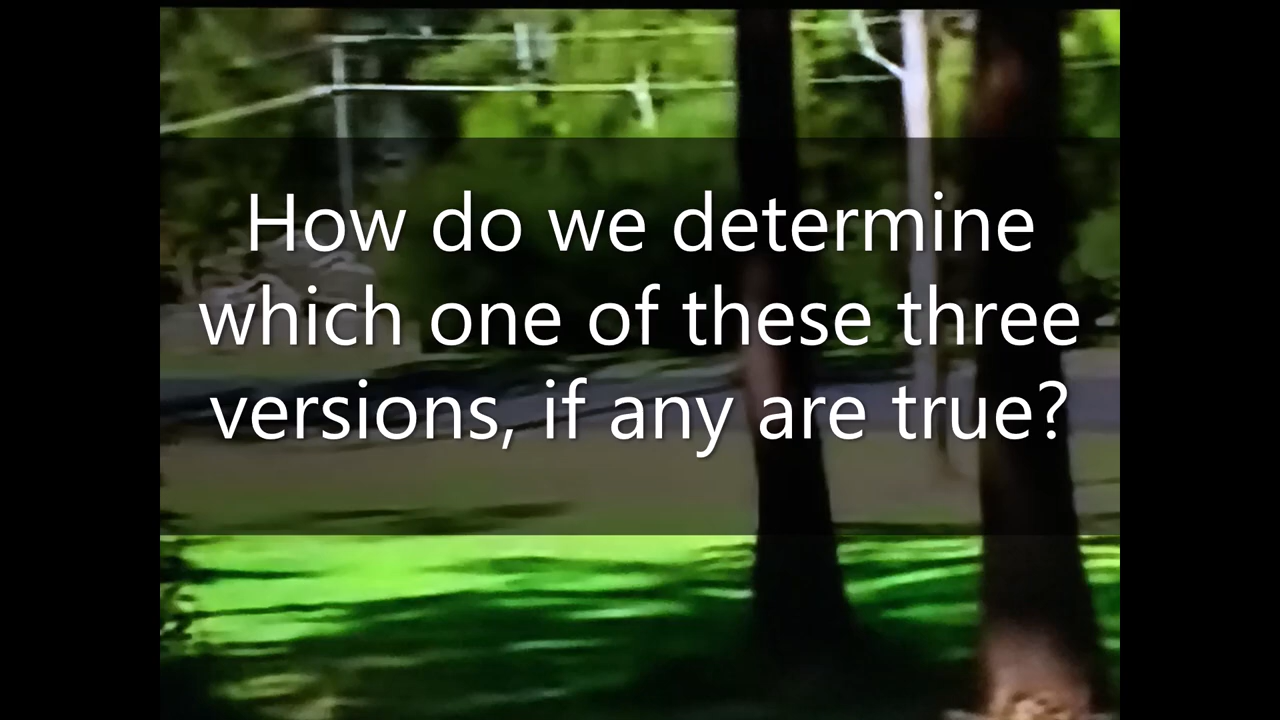 How do we determine
which one of these three
versions, if any are true?